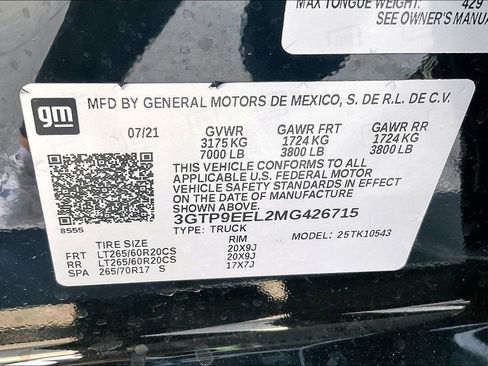 MAX TONGUE WEIGHT: 429
SEE OWNER'S MANUA
gm
MFD BY GENERAL MOTORS DE MEXICO, S. DE R.L. DE C.V.
07/21 GVWR GAWR FRT GAWR RR
3175 KG 1724 KG 1724 KG
7000 LB 3800 LB 3800 LB
THIS VEHICLE CONFORMS TO ALL
APPLICABLE U.S. FEDERAL MOTOR
VEHICLE SAFETY STANDARDS IN EFFECT
ON THE DATE OF MANUFACTURE
SHOWN ABOVE.
3GTP9EEL2MG426715
8555 TYPE: TRUCK MODEL: 25TK10543
TIRE SIZE RIM
FRT LT265/60R20CS 20X9J
RR LT265/60R20CS 20X9J
SPA 265/70R17 S 17X7J